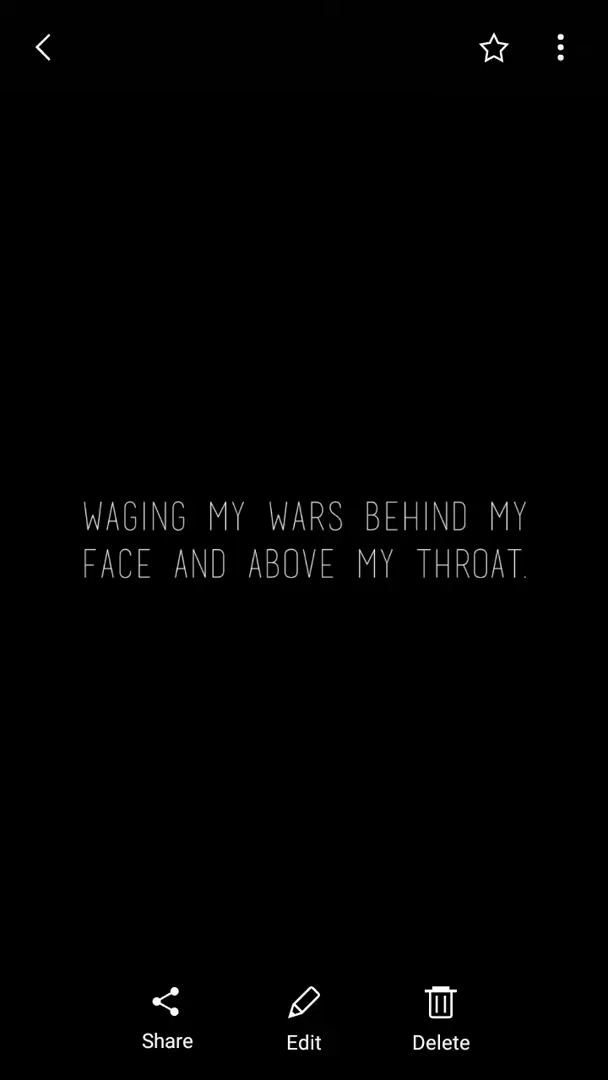 WAGING MY WARS BEHIND MY
FACE AND ABOVE MY THROAT.
Share Edit Delete